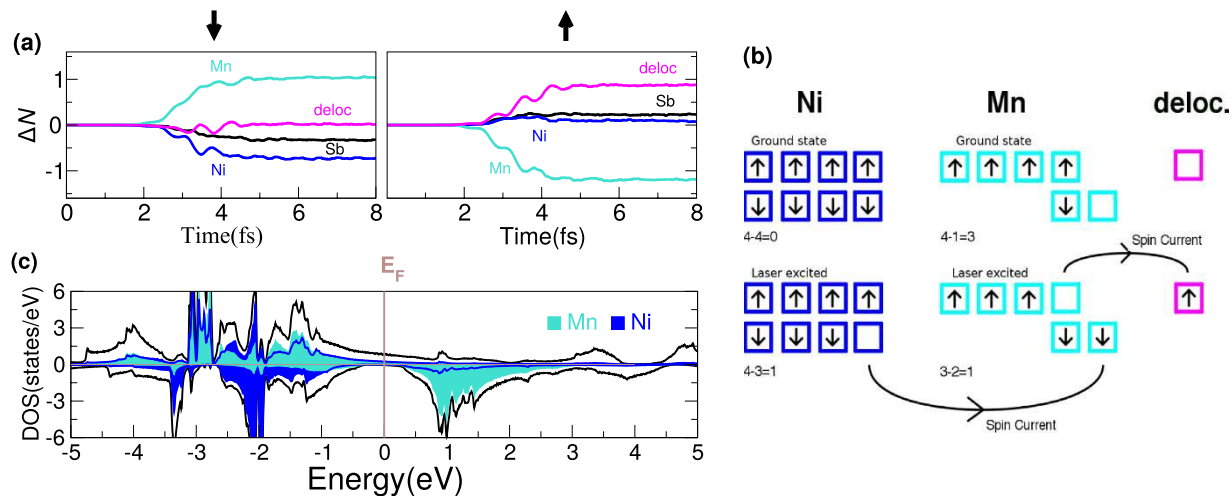 (a)
ΔN
1
0
-1
Mn
deloc
Sb
Ni
0 2 4 6 8
Time(fs)
deloc
Sb
Ni
Mn
0 2 4 6 8
Time(fs)
(b)
Ni Mn deloc.
Ground state Ground state
4-4=0 4-1=3
Spin Current
Laser excited Laser excited
4-3=1 3-2=1
Spin Current
(c)
E_F
DOS(states/eV)
6
3
0
-3
-6
Mn Ni
-5 -4 -3 -2 -1 0 1 2 3 4 5
Energy(eV)